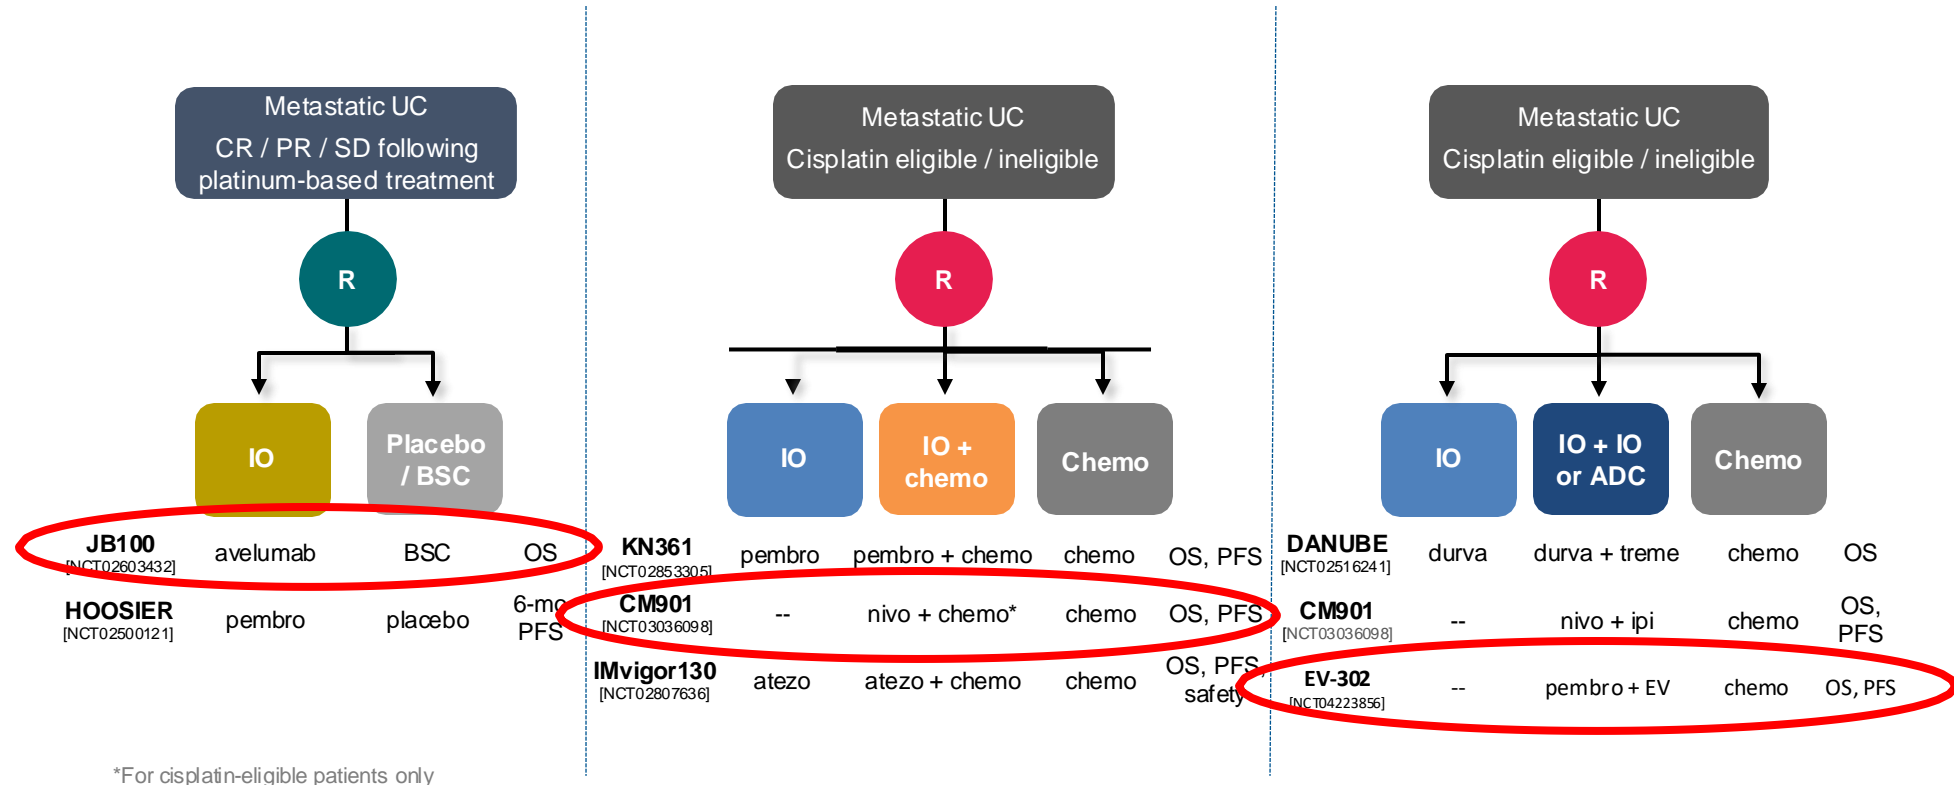 Metastatic UC
CR / PR / SD following
platinum-based treatment
R
IO
Placebo
/ BSC
JB100
[NCT02603432]
avelumab
BSC
OS
HOOSIER
[NCT02500121]
pembro
placebo
6-mo
PFS
*For cisplatin-eligible patients only
Metastatic UC
Cisplatin eligible / ineligible
R
IO
IO +
chemo
Chemo
KN361
[NCT02853305]
pembro
pembro + chemo
chemo
OS, PFS
CM901
[NCT03036098]
--
nivo + chemo*
chemo
OS, PFS
IMvigor130
[NCT02807636]
atezo
atezo + chemo
chemo
OS, PFS,
safety
Metastatic UC
Cisplatin eligible / ineligible
R
IO
IO + IO
or ADC
Chemo
DANUBE
[NCT02516241]
durva
durva + treme
chemo
OS
CM901
[NCT03036098]
--
nivo + ipi
chemo
OS,
PFS
EV-302
[NCT04223856]
--
pembro + EV
chemo
OS, PFS